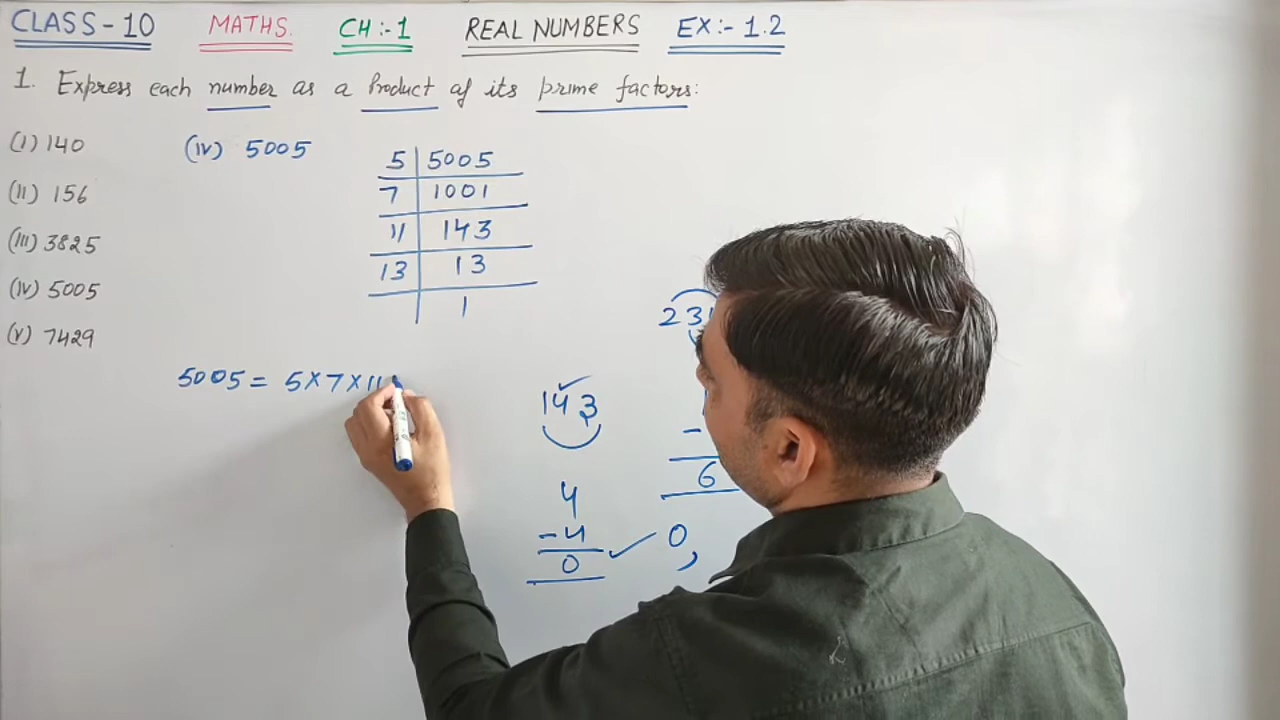 CLASS-10 MATHS. CH:-1 REAL NUMBERS EX:- 1.2
1. Express each number as a Product of its prime factors:
(I) 140
(II) 156
(III) 3825
(IV) 5005
(V) 7429
(IV) 5005
5 | 5005
7 | 1001
11 | 143
13 | 13
1
5005 = 5×7×11
143
4
-4
0
✓
23
-
6
0,